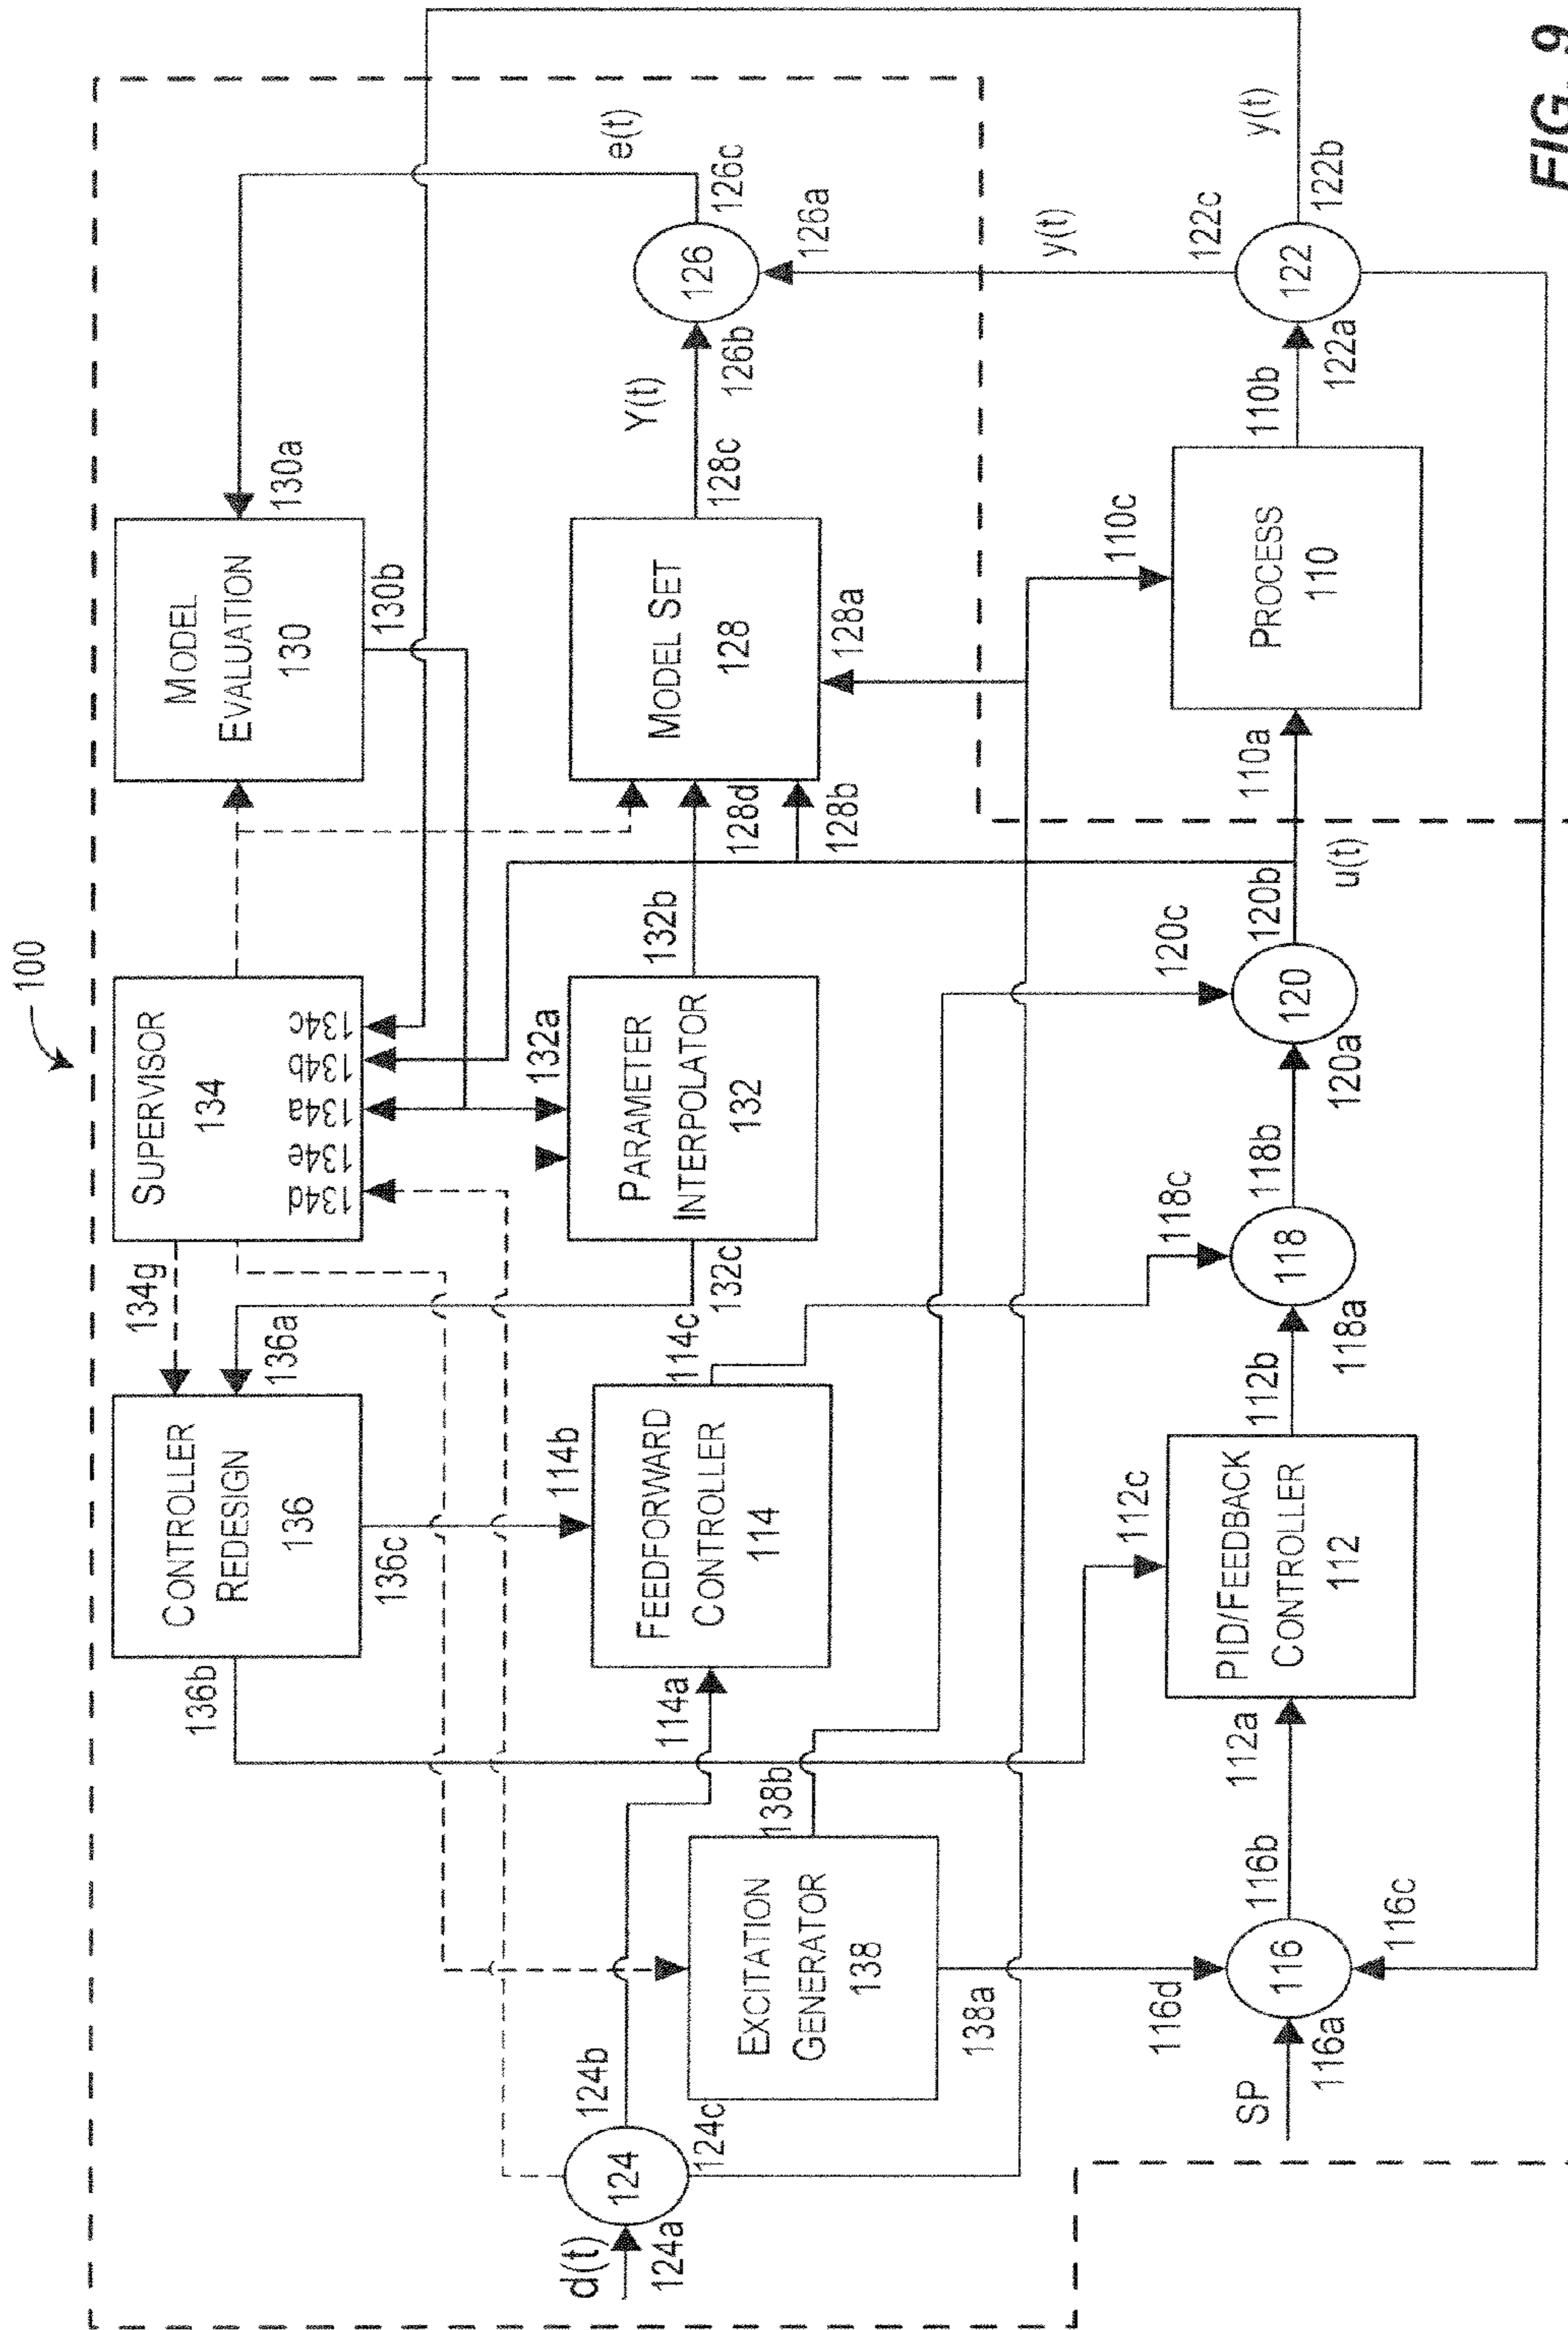 100
MODEL
EVALUATION
130
130a
130b
SUPERVISOR
134
134d
134e
134a
134b
134c
134g
CONTROLLER
REDESIGN
136
136a
136b
136c
e(t)
126
126a
126b
126c
Y(t)
MODEL SET
128
128a
128b
128c
128d
PARAMETER
INTERPOLATOR
132
132a
132b
132c
FEEDFORWARD
CONTROLLER
114
114a
114b
114c
EXCITATION
GENERATOR
138
138a
138b
d(t)
124
124a
124b
124c
SP
116
116a
116b
116c
116d
PID/FEEDBACK
CONTROLLER
112
112a
112b
112c
118
118a
118b
118c
120
120a
120b
120c
u(t)
PROCESS
110
110a
110b
110c
122
122a
122b
122c
y(t)
y(t)
FIG. 9